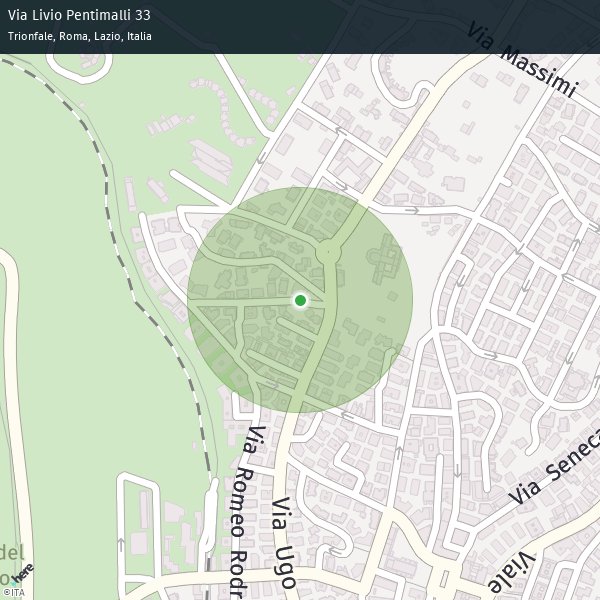 Via Livio Pentimalli 33
Trionfale, Roma, Lazio, Italia
Via Massimi
Via Seneca
Via Romeo Rodr
Via Ugo
Viale
del
o
here
©ITA